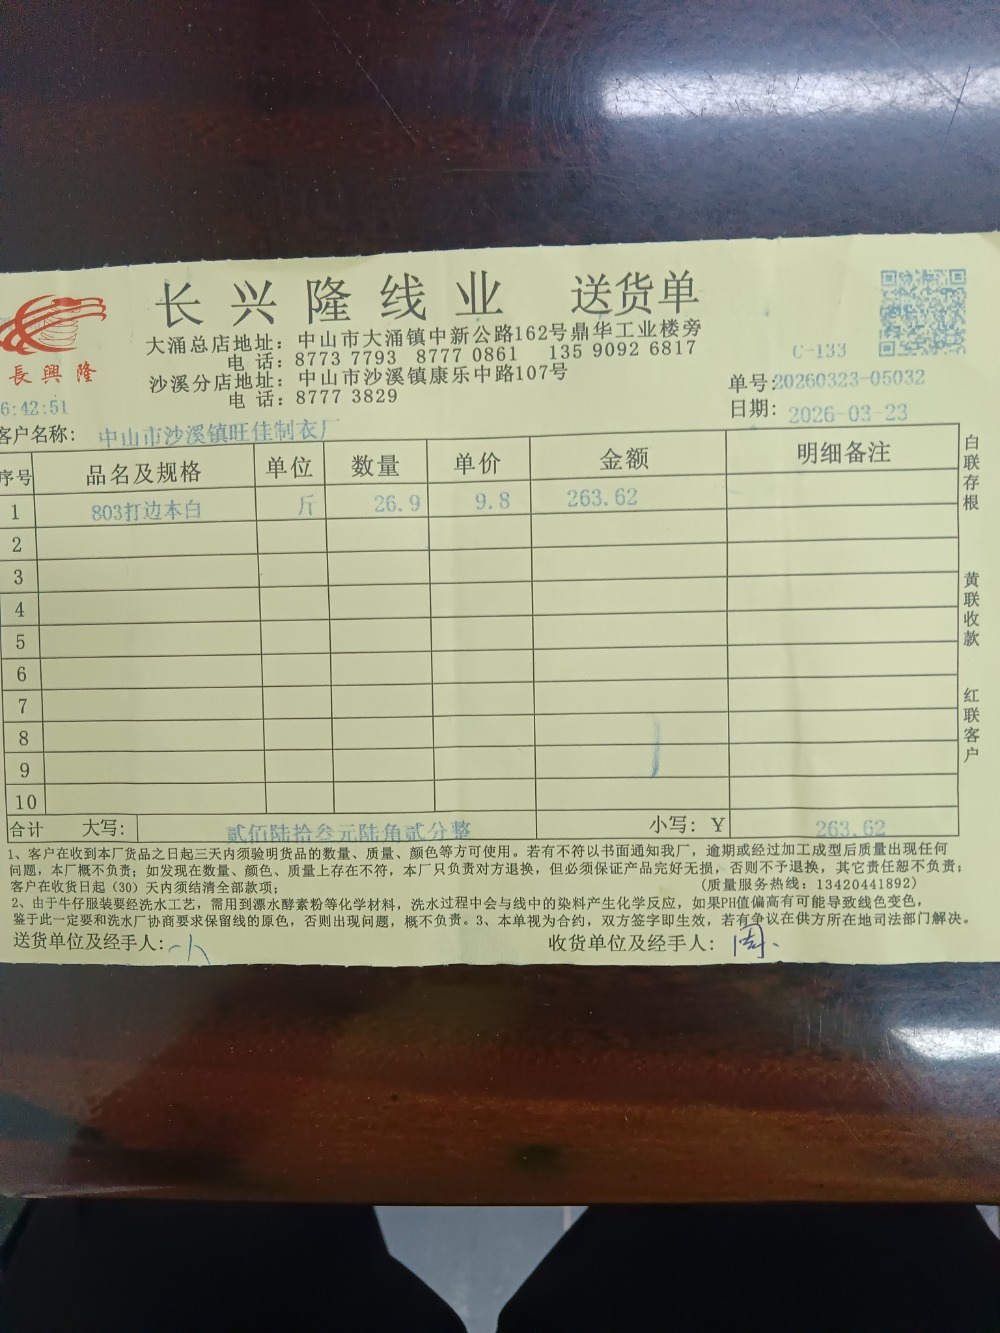 长兴隆线业 送货单
長興隆
大涌总店地址：中山市大涌镇中新公路162号鼎华工业楼旁
电 话：8773 7793 8777 0861 135 9092 6817
沙溪分店地址：中山市沙溪镇康乐中路107号
电 话：8777 3829
C-133
单号：20260323-05032
日期：2026-03-23
6:42:51
客户名称：中山市沙溪镇旺佳制衣厂
序号 品名及规格 单位 数量 单价 金额 明细备注
1 803打边本白 斤 26.9 9.8 263.62
2
3
4
5
6
7
8
9
10
合计 大写：贰佰陆拾叁元陆角贰分整 小写：¥ 263.62
白联存根
黄联收款
红联客户
1、客户在收到本厂货品之日起三天内须验明货品的数量、质量、颜色等方可使用。若有不符以书面通知我厂，逾期或经过加工成型后质量出现任何
问题，本厂概不负责；如发现在数量、颜色、质量上存在不符，本厂只负责对方退换，但必须保证产品完好无损，否则不予退换，其它责任恕不负责；
客户在收货日起（30）天内须结清全部款项； （质量服务热线：13420441892）
2、由于牛仔服装要经洗水工艺，需用到漂水酵素粉等化学材料，洗水过程中会与线中的染料产生化学反应，如果PH值偏高有可能导致线色变色，
鉴于此一定要和洗水厂协商要求保留线的原色，否则出现问题，概不负责。3、本单视为合约，双方签字即生效，若有争议在供方所在地司法部门解决。
送货单位及经手人： 收货单位及经手人：周